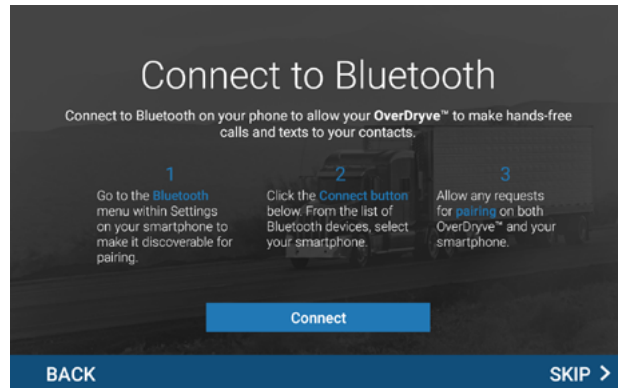 Connect to Bluetooth
Connect to Bluetooth on your phone to allow your OverDryve™ to make hands-free
calls and texts to your contacts.
1
Go to the Bluetooth
menu within Settings
on your smartphone to
make it discoverable for
pairing.
2
Click the Connect button
below. From the list of
Bluetooth devices, select
your smartphone.
3
Allow any requests
for pairing on both
OverDryve™ and your
smartphone.
Connect
BACK
SKIP >